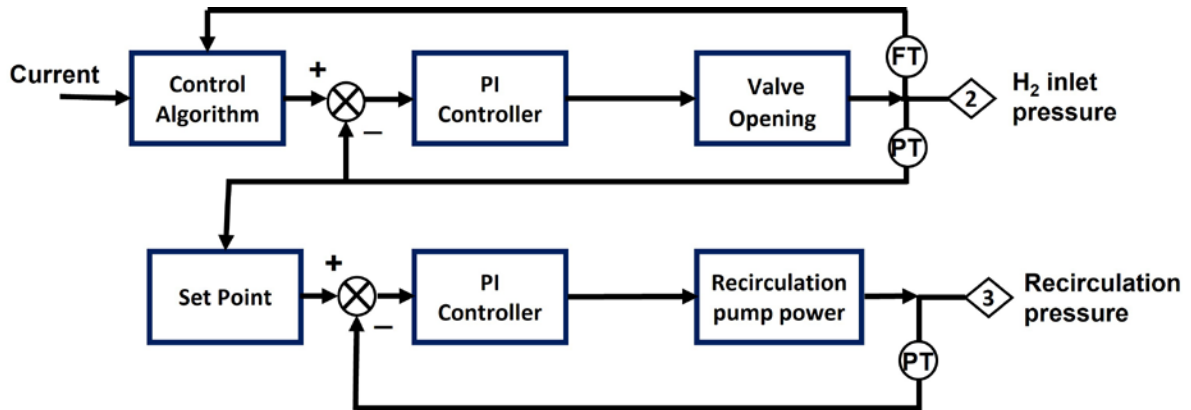 FT
Current
Control
Algorithm
+
PI
Controller
Valve
Opening
2
H₂ inlet
pressure
−
PT
Set Point
+
PI
Controller
Recirculation
pump power
3
Recirculation
pressure
−
PT